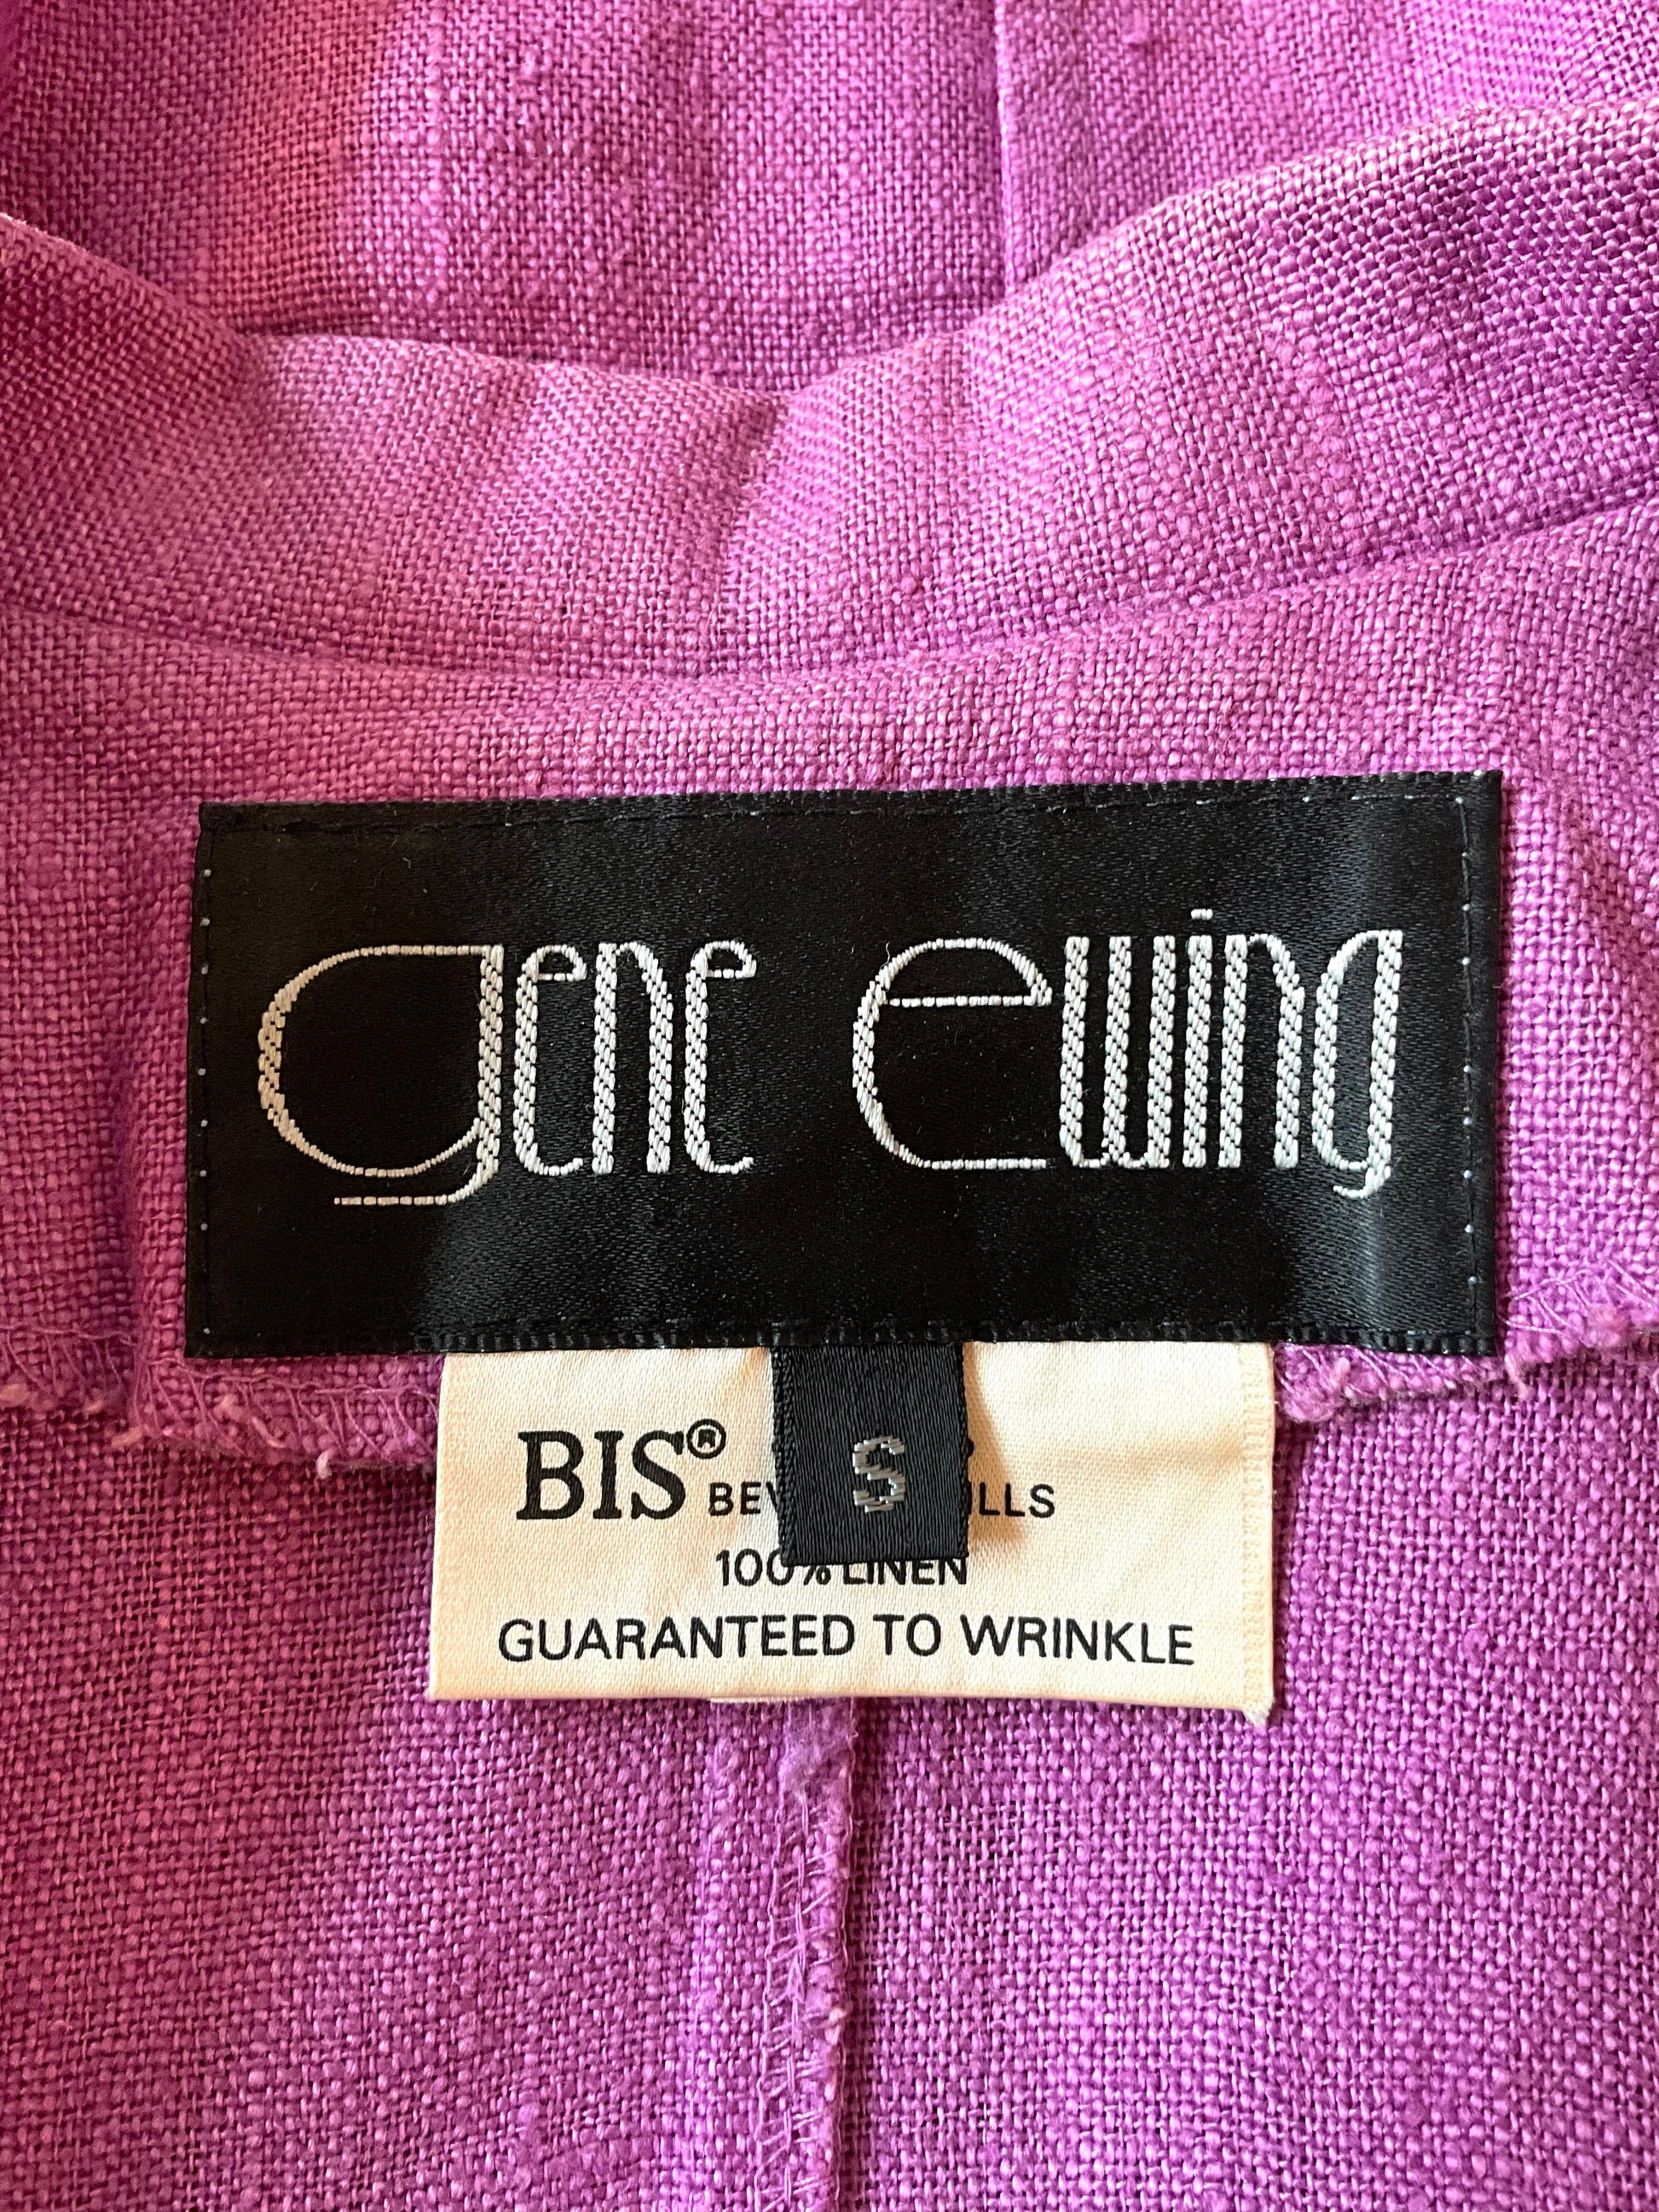 gene ewing
BIS®
S
100% LINEN
GUARANTEED TO WRINKLE